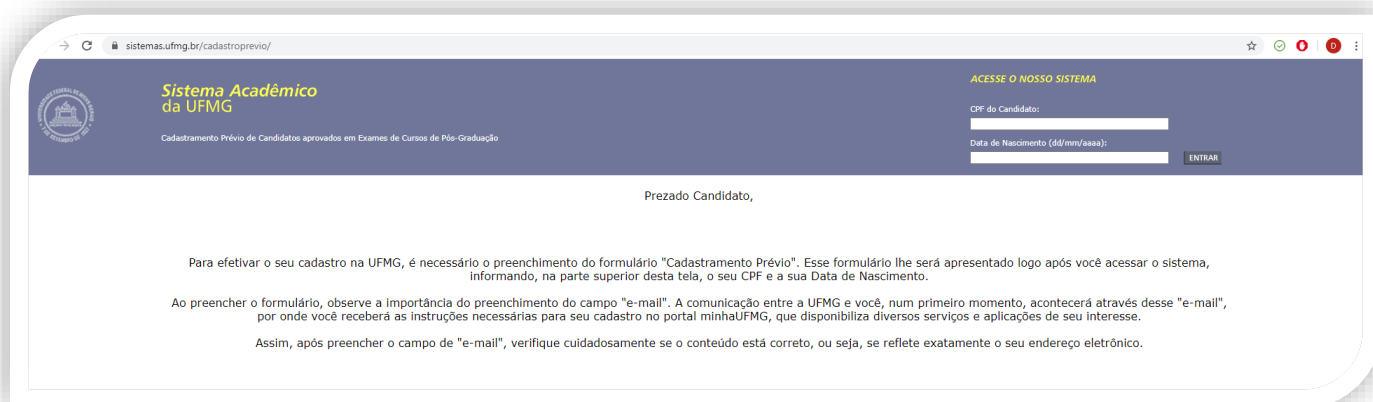 sistemas.ufmg.br/cadastroprevio/
D
Sistema Acadêmico
da UFMG
Cadastramento Prévio de Candidatos aprovados em Exames de Cursos de Pós-Graduação
ACESSE O NOSSO SISTEMA
CPF do Candidato:
Data de Nascimento (dd/mm/aaaa):
ENTRAR
Prezado Candidato,
Para efetivar o seu cadastro na UFMG, é necessário o preenchimento do formulário "Cadastramento Prévio". Esse formulário lhe será apresentado logo após você acessar o sistema,
informando, na parte superior desta tela, o seu CPF e a sua Data de Nascimento.
Ao preencher o formulário, observe a importância do preenchimento do campo "e-mail". A comunicação entre a UFMG e você, num primeiro momento, acontecerá através desse "e-mail",
por onde você receberá as instruções necessárias para seu cadastro no portal minhaUFMG, que disponibiliza diversos serviços e aplicações de seu interesse.
Assim, após preencher o campo de "e-mail", verifique cuidadosamente se o conteúdo está correto, ou seja, se reflete exatamente o seu endereço eletrônico.